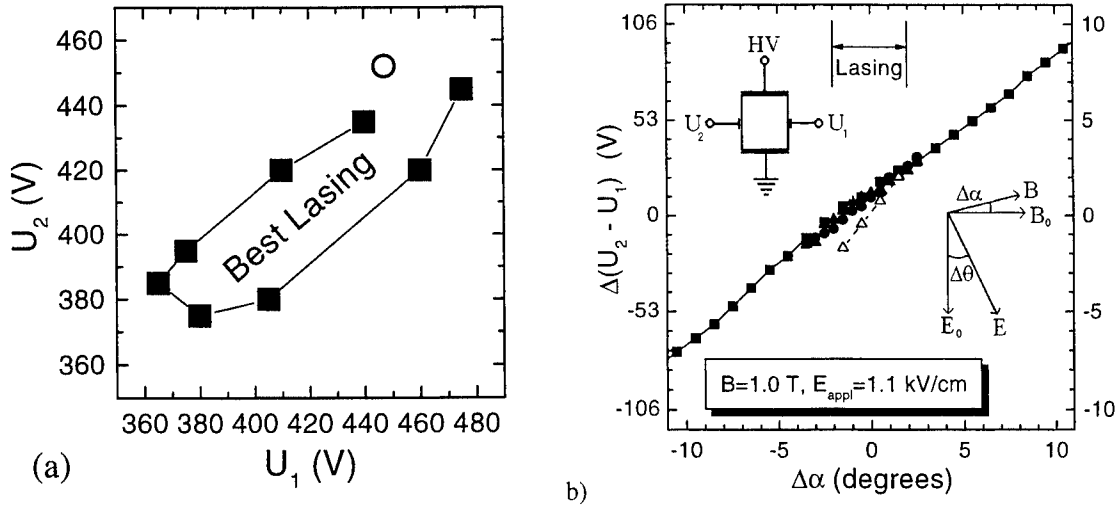 460
440
420
400
380
360
U₂ (V)
Best Lasing
360 380 400 420 440 460 480
U₁ (V)
(a)
106
53
0
-53
-106
Δ(U₂ - U₁) (V)
HV
U₂
U₁
Lasing
Δα
B
B₀
Δθ
E₀
E
B=1.0 T, E_appl=1.1 kV/cm
10
5
0
-5
-10
-10 -5 0 5 10
Δα (degrees)
b)